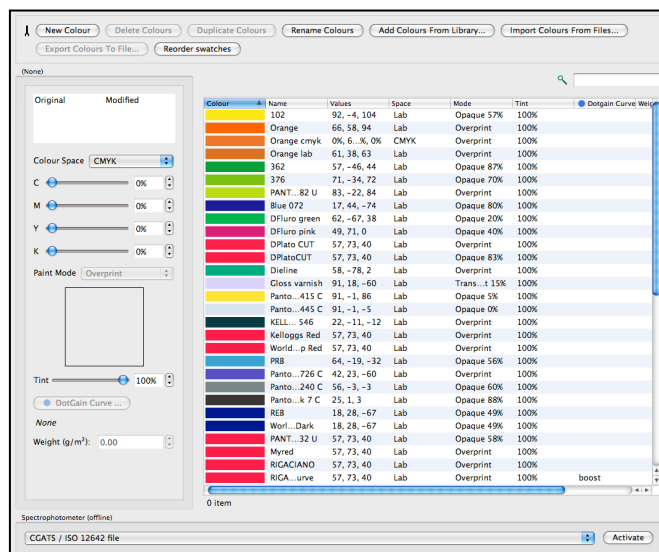 New Colour Delete Colours Duplicate Colours Rename Colours Add Colours From Library... Import Colours From Files...
Export Colours To File... Reorder swatches
(None)
Original Modified
Colour Space CMYK
C 0%
M 0%
Y 0%
K 0%
Paint Mode Overprint
Tint 100%
DotGain Curve ...
None
Weight (g/m²): 0.00
Colour Name Values Space Mode Tint Dotgain Curve Weig
102 92, -4, 104 Lab Opaque 57% 100%
Orange 66, 58, 94 Lab Overprint 100%
Orange cmyk 0%, 6...%, 0% CMYK Overprint 100%
Orange lab 61, 38, 63 Lab Overprint 100%
362 57, -46, 44 Lab Opaque 87% 100%
376 71, -34, 72 Lab Opaque 70% 100%
PANT...82 U 83, -22, 84 Lab Overprint 100%
Blue 072 17, 44, -74 Lab Opaque 80% 100%
DFluro green 62, -67, 38 Lab Opaque 20% 100%
DFluro pink 49, 71, 0 Lab Opaque 40% 100%
DPlato CUT 57, 73, 40 Lab Overprint 100%
DPlatoCUT 57, 73, 40 Lab Opaque 83% 100%
Dieline 58, -78, 2 Lab Overprint 100%
Gloss varnish 91, 18, -60 Lab Trans...t 15% 100%
Panto...415 C 91, -1, 86 Lab Opaque 5% 100%
Panto...445 C 91, -1, -5 Lab Opaque 0% 100%
KELL... 546 22, -11, -12 Lab Overprint 100%
Kelloggs Red 57, 73, 40 Lab Overprint 100%
World...p Red 57, 73, 40 Lab Overprint 100%
PRB 64, -19, -32 Lab Opaque 56% 100%
Panto...726 C 42, 23, -60 Lab Overprint 100%
Panto...240 C 56, -3, -3 Lab Opaque 60% 100%
Panto...k 7 C 25, 1, 3 Lab Opaque 88% 100%
REB 18, 28, -67 Lab Opaque 49% 100%
Worl...Dark 18, 28, -67 Lab Opaque 49% 100%
PANT...32 U 57, 73, 40 Lab Opaque 58% 100%
Myred 57, 73, 40 Lab Overprint 100%
RIGACIANO 57, 73, 40 Lab Overprint 100%
RIGA...urve 57, 73, 40 Lab Overprint 100% boost
0 item
Spectrophotometer (offline)
CGATS / ISO 12642 file Activate